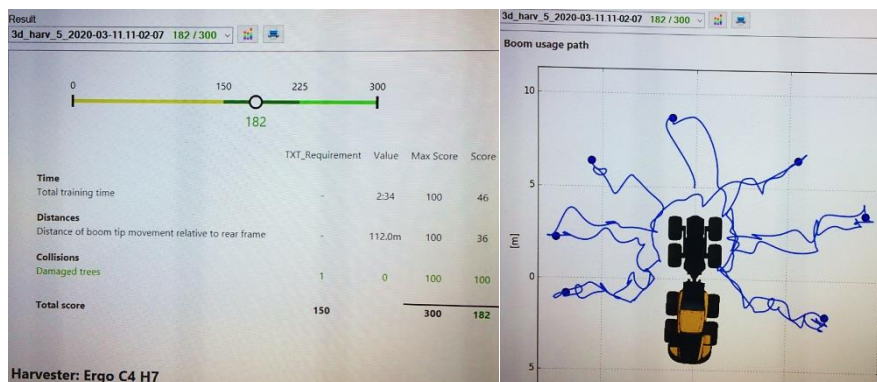 Result
3d_harv_5_2020-03-11.11-02-07 182 / 300
0 150 225 300
182
TXT_Requirement Value Max Score Score
Time
Total training time - 2:34 100 46
Distances
Distance of boom tip movement relative to rear frame - 112.0m 100 36
Collisions
Damaged trees 1 0 100 100
Total score 150 300 182
Harvester: Ergo C4 H7
3d_harv_5_2020-03-11.11-02-07 182 / 300
Boom usage path
10
5
[m]
0
5